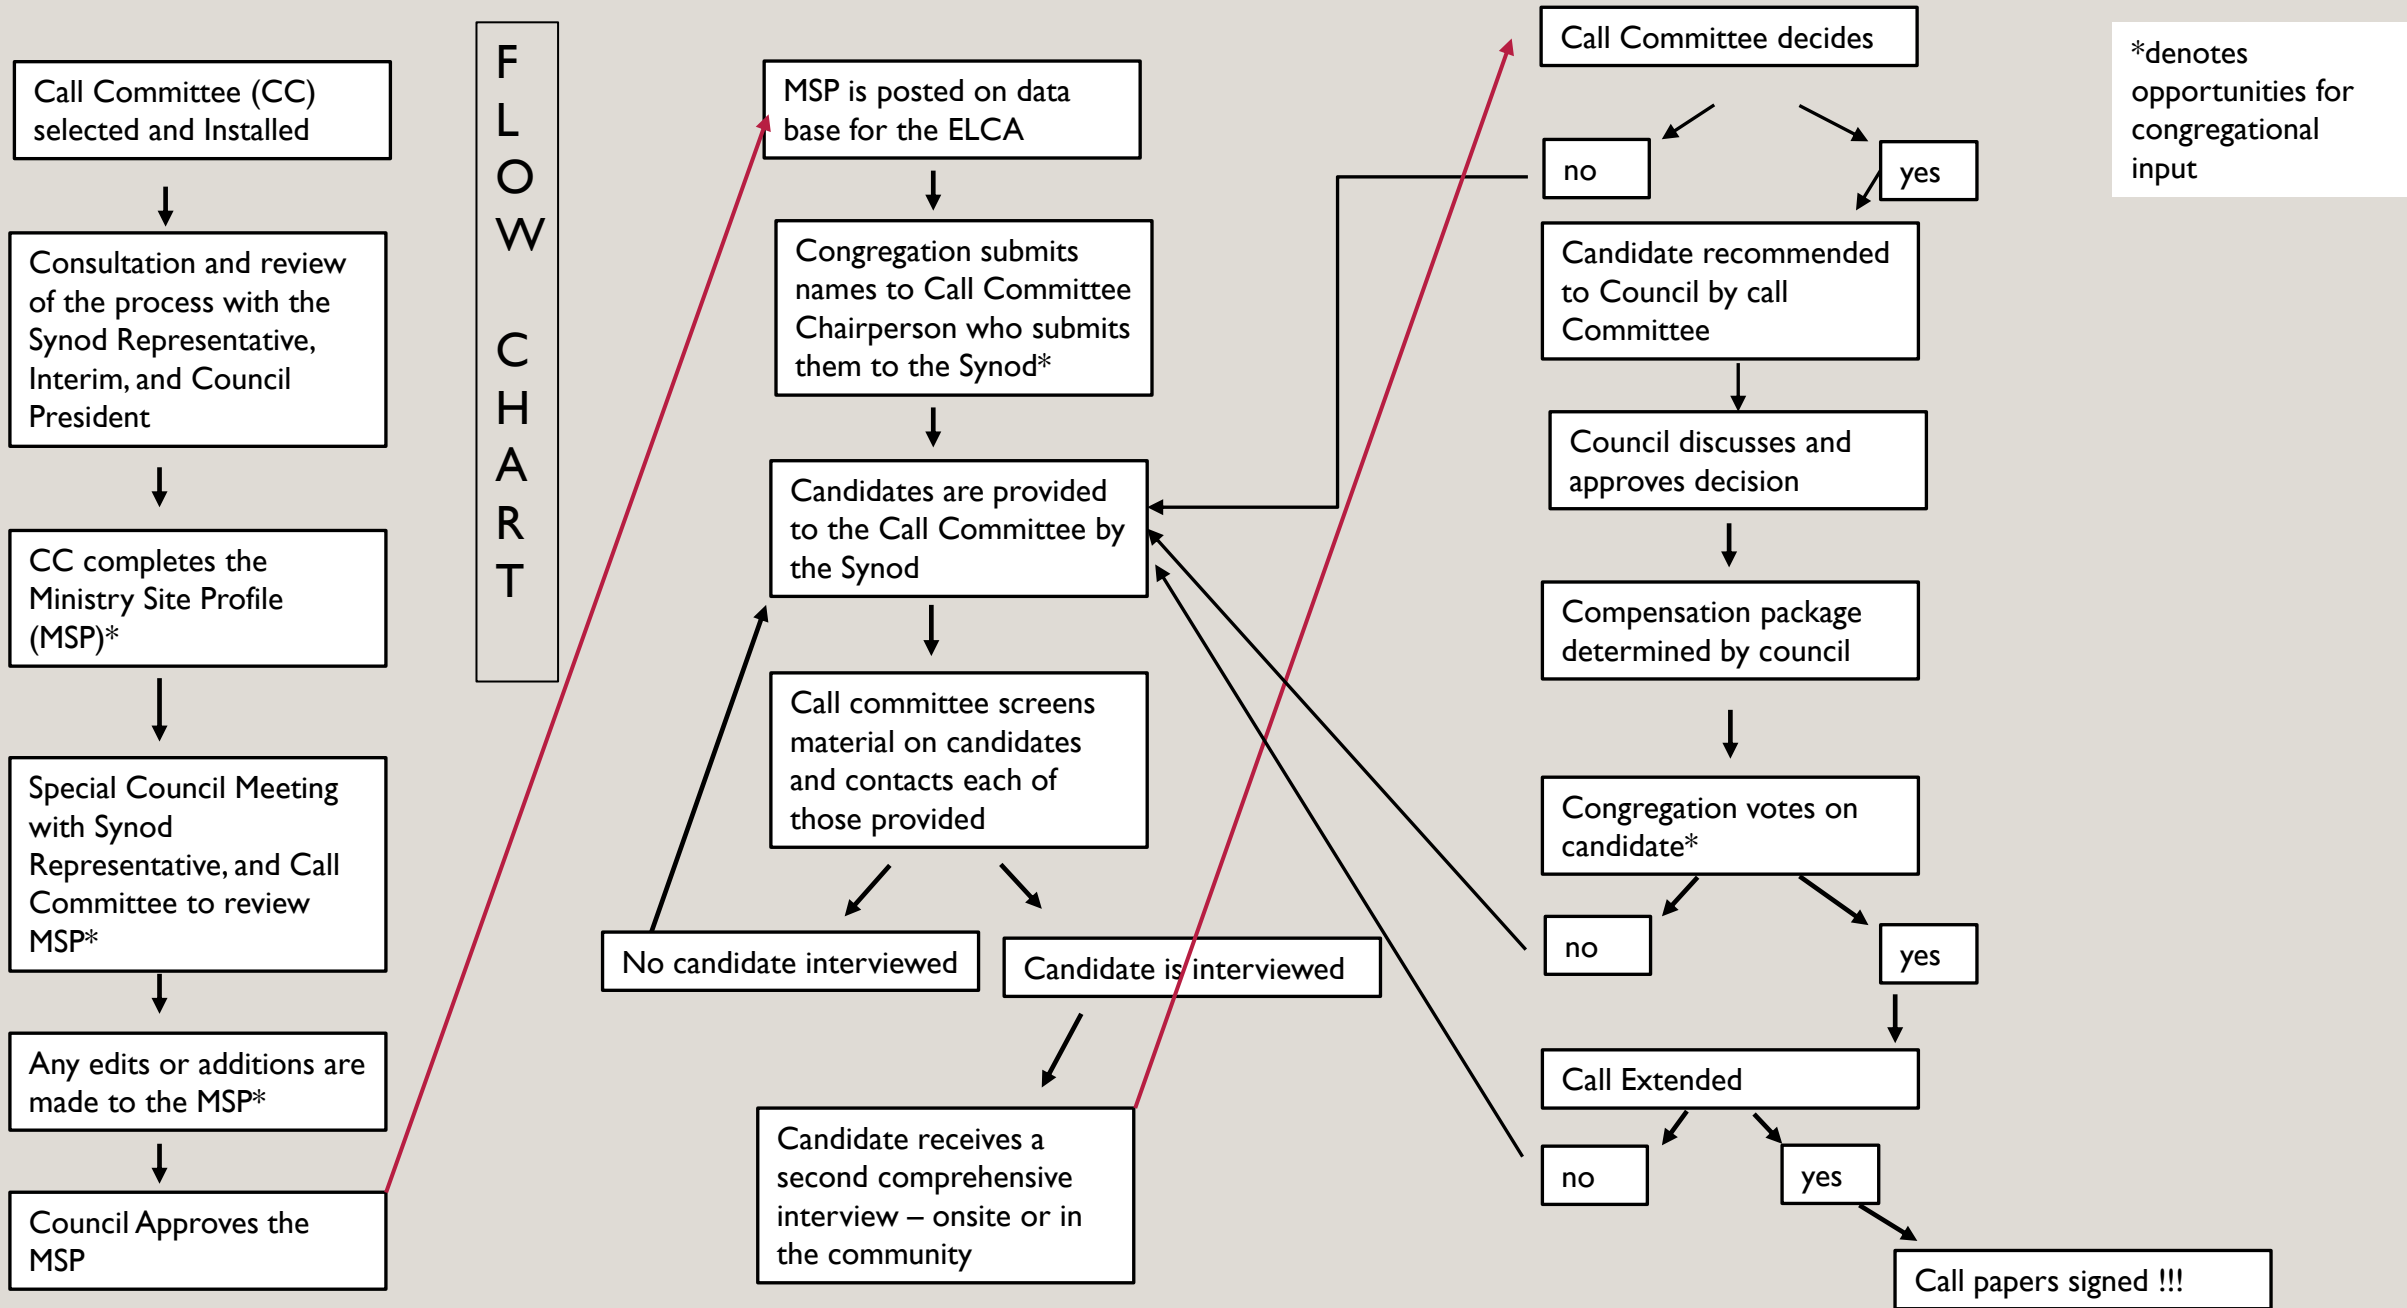 Call Committee (CC)
selected and Installed
Consultation and review
of the process with the
Synod Representative,
Interim, and Council
President
CC completes the
Ministry Site Profile
(MSP)*
Special Council Meeting
with Synod
Representative, and Call
Committee to review
MSP*
Any edits or additions are
made to the MSP*
Council Approves the
MSP
F
L
O
W
C
H
A
R
T
MSP is posted on data
base for the ELCA
Congregation submits
names to Call Committee
Chairperson who submits
them to the Synod*
Candidates are provided
to the Call Committee by
the Synod
Call committee screens
material on candidates
and contacts each of
those provided
No candidate interviewed
Candidate is interviewed
Candidate receives a
second comprehensive
interview – onsite or in
the community
Call Committee decides
no
yes
Candidate recommended
to Council by call
Committee
Council discusses and
approves decision
Compensation package
determined by council
Congregation votes on
candidate*
no
yes
Call Extended
no
yes
Call papers signed !!!
*denotes
opportunities for
congregational
input